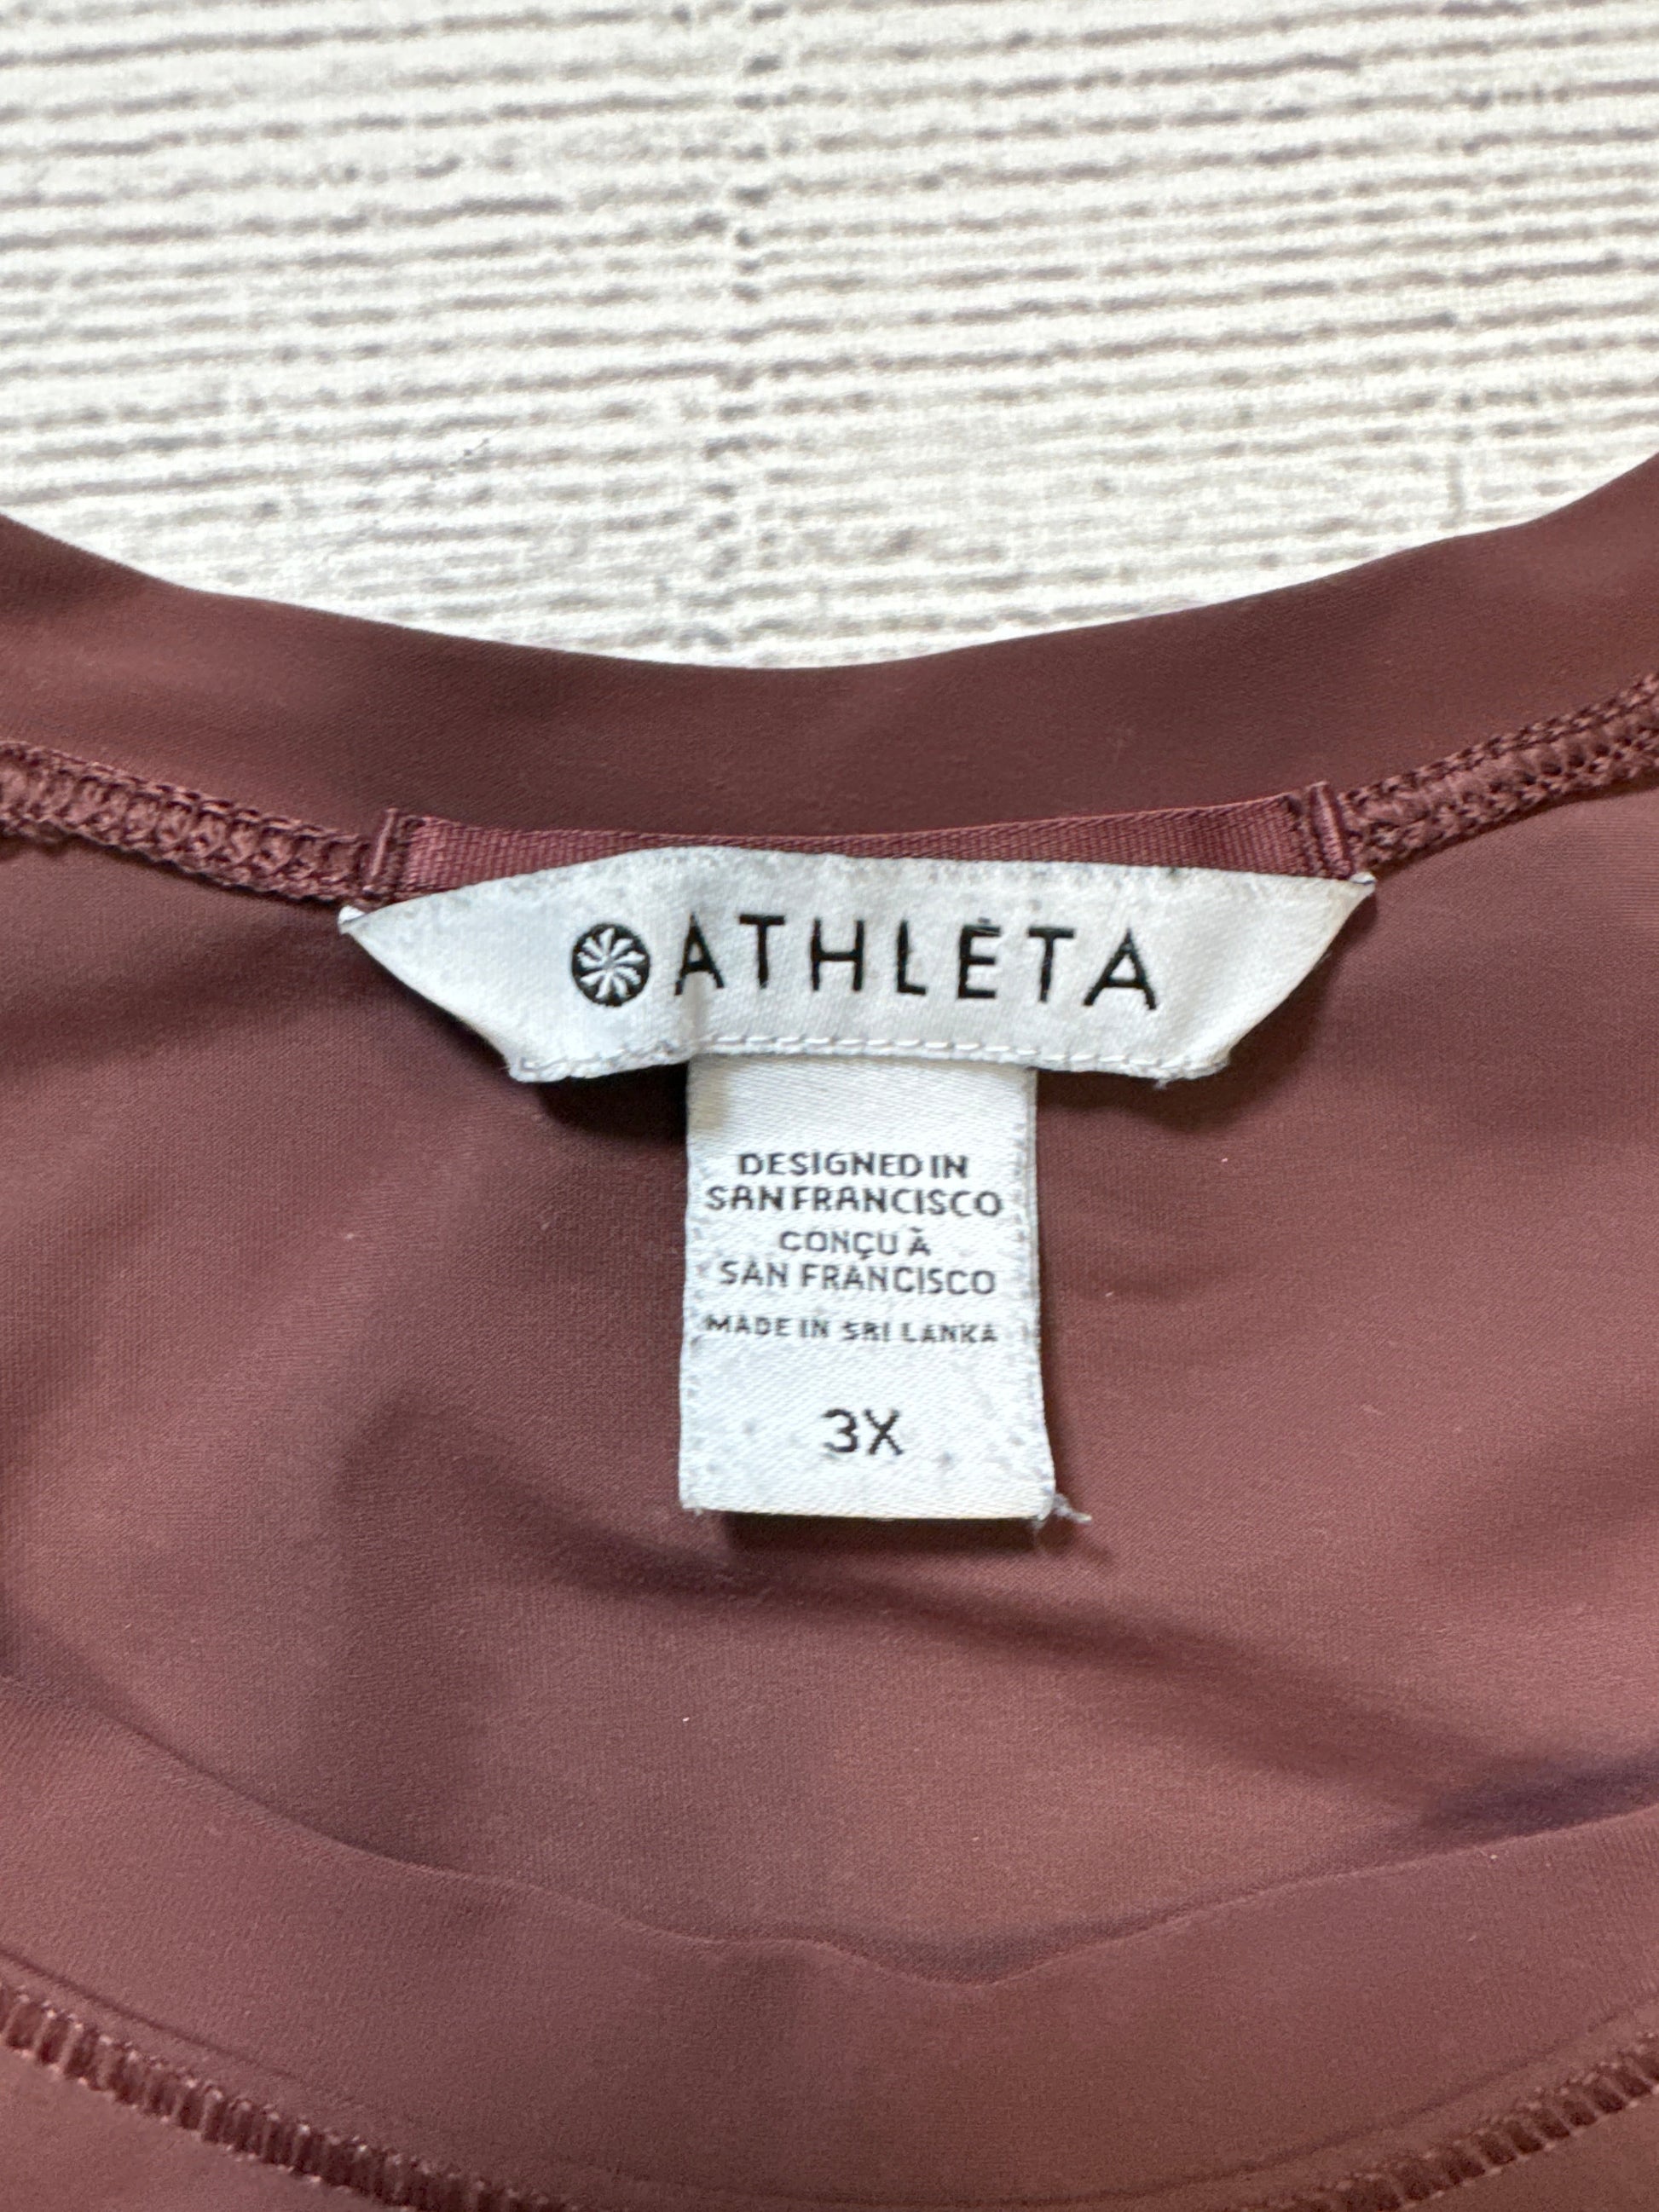 ATHLETA
DESIGNED IN
SAN FRANCISCO
CONÇU À
SAN FRANCISCO
MADE IN SRI LANKA
3X